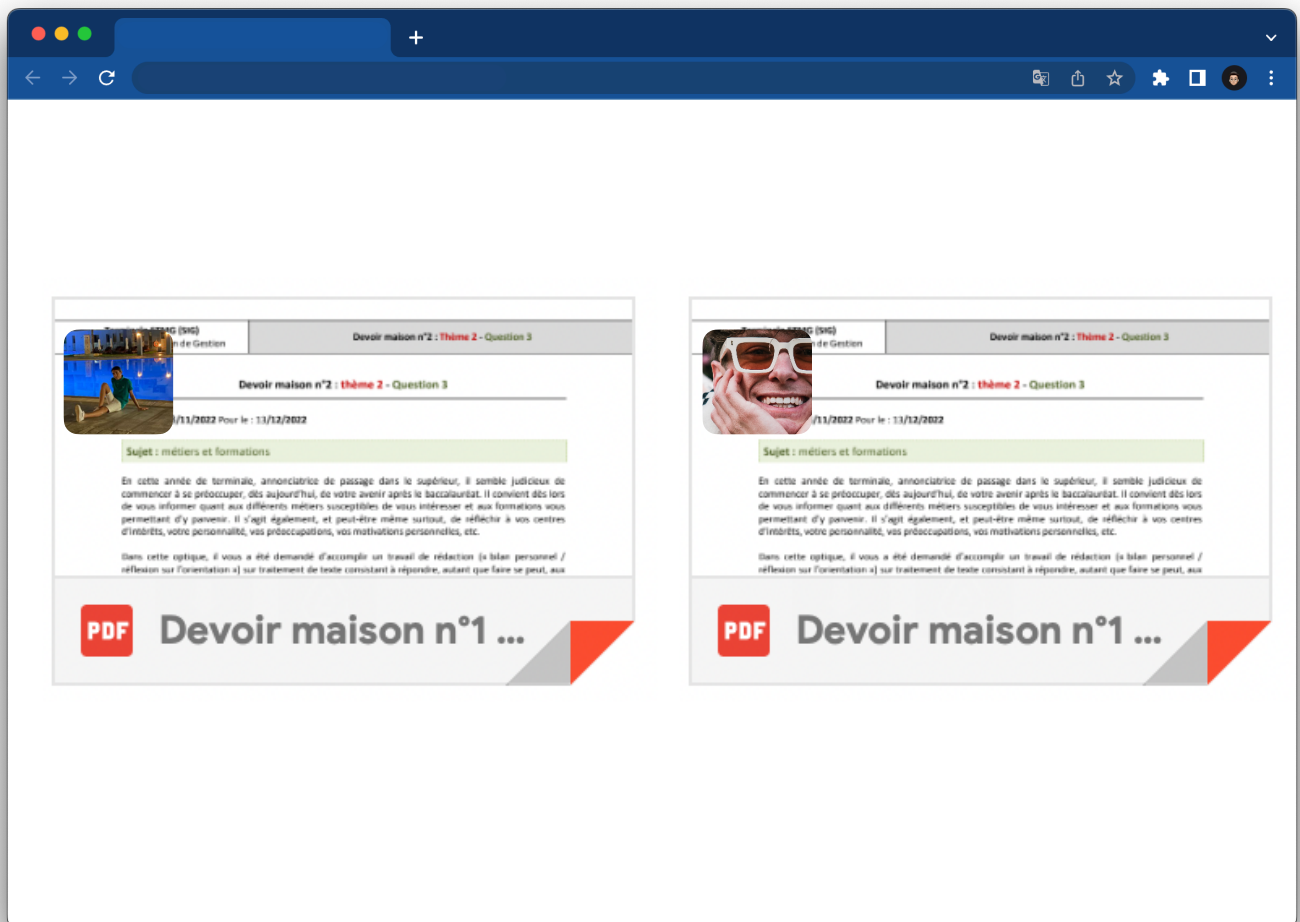 (SIG)
n de Gestion
Devoir maison n°2 : Thème 2 - Question 3
Devoir maison n°2 : thème 2 - Question 3
/11/2022 Pour le : 13/12/2022
Sujet : métiers et formations
En cette année de terminale, annonciatrice de passage dans le supérieur, il semble judicieux de
commencer à se préoccuper, dès aujourd'hui, de votre avenir après le baccalauréat. Il convient dès lors
de vous informer quant aux différents métiers susceptibles de vous intéresser et aux formations vous
permettant d'y parvenir. Il s'agit également, et peut-être même surtout, de réfléchir à vos centres
d'intérêts, votre personnalité, vos préoccupations, vos motivations personnelles, etc.
Dans cette optique, il vous a été demandé d'accomplir un travail de rédaction (« bilan personnel /
réflexion sur l'orientation ») sur traitement de texte consistant à répondre, autant que faire se peut, aux
PDF Devoir maison n°1 ...
(SIG)
de Gestion
Devoir maison n°2 : Thème 2 - Question 3
Devoir maison n°2 : thème 2 - Question 3
/11/2022 Pour le : 13/12/2022
Sujet : métiers et formations
En cette année de terminale, annonciatrice de passage dans le supérieur, il semble judicieux de
commencer à se préoccuper, dès aujourd'hui, de votre avenir après le baccalauréat. Il convient dès lors
de vous informer quant aux différents métiers susceptibles de vous intéresser et aux formations vous
permettant d'y parvenir. Il s'agit également, et peut-être même surtout, de réfléchir à vos centres
d'intérêts, votre personnalité, vos préoccupations, vos motivations personnelles, etc.
Dans cette optique, il vous a été demandé d'accomplir un travail de rédaction (« bilan personnel /
réflexion sur l'orientation ») sur traitement de texte consistant à répondre, autant que faire se peut, aux
PDF Devoir maison n°1 ...